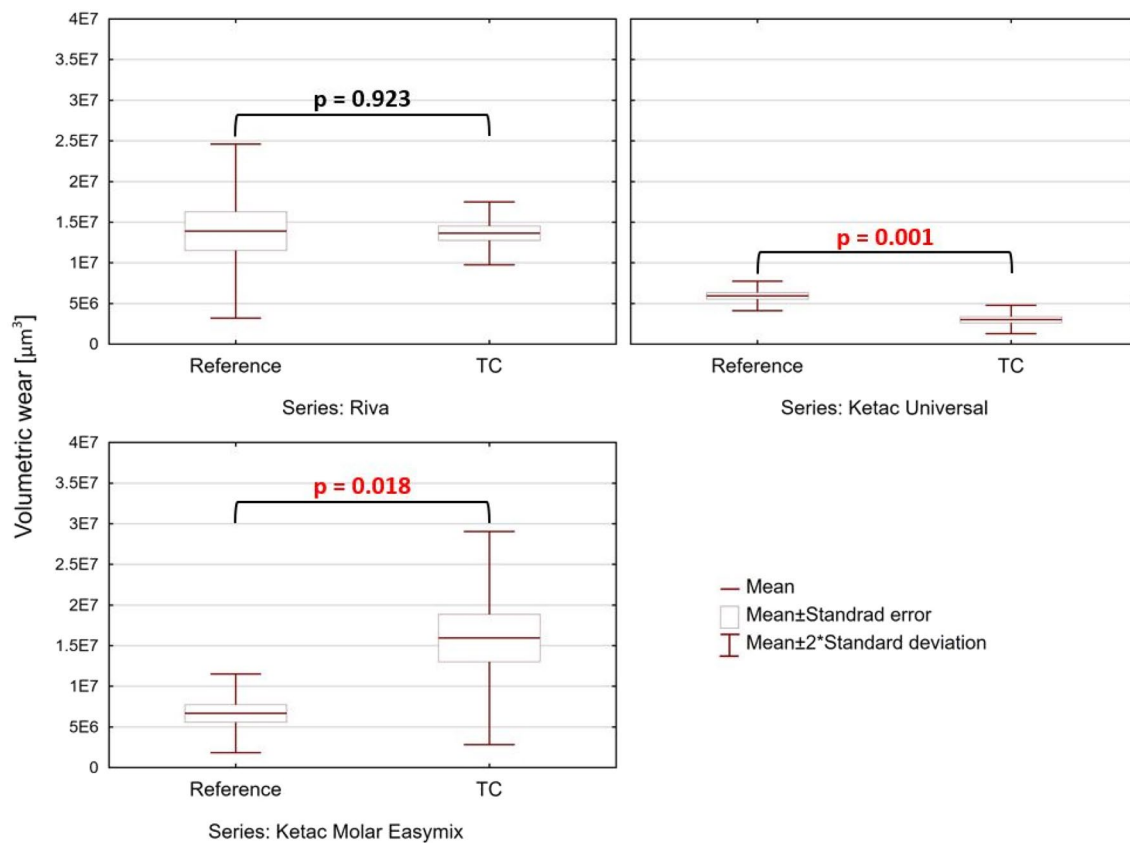 Volumetric wear [µm³]
4E7
3.5E7
3E7
2.5E7
2E7
1.5E7
1E7
5E6
0
p = 0.923
Reference TC
Series: Riva
p = 0.001
Reference TC
Series: Ketac Universal
4E7
3.5E7
3E7
2.5E7
2E7
1.5E7
1E7
5E6
0
p = 0.018
Reference TC
Series: Ketac Molar Easymix
Mean
Mean±Standrad error
Mean±2*Standard deviation